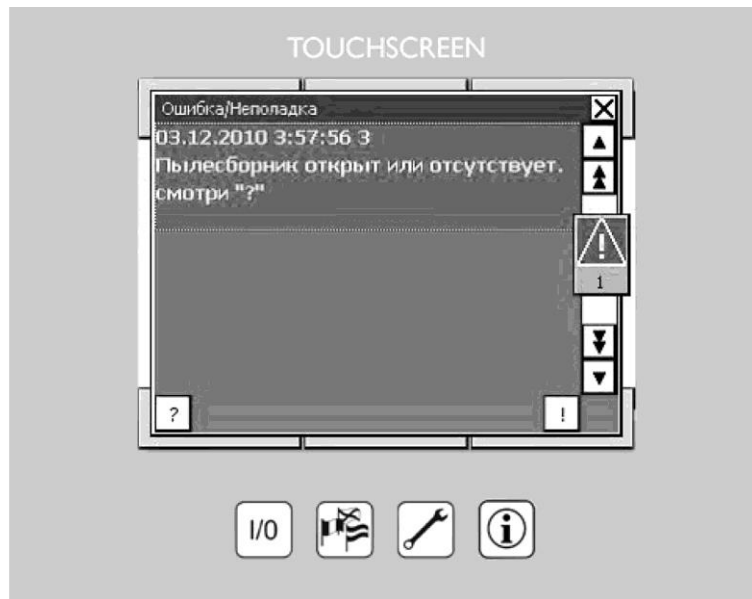 TOUCHSCREEN
Ошибка/Неполадка
03.12.2010 3:57:56 3
Пылесборник открыт или отсутствует.
смотри "?"
1
?
!
I/0